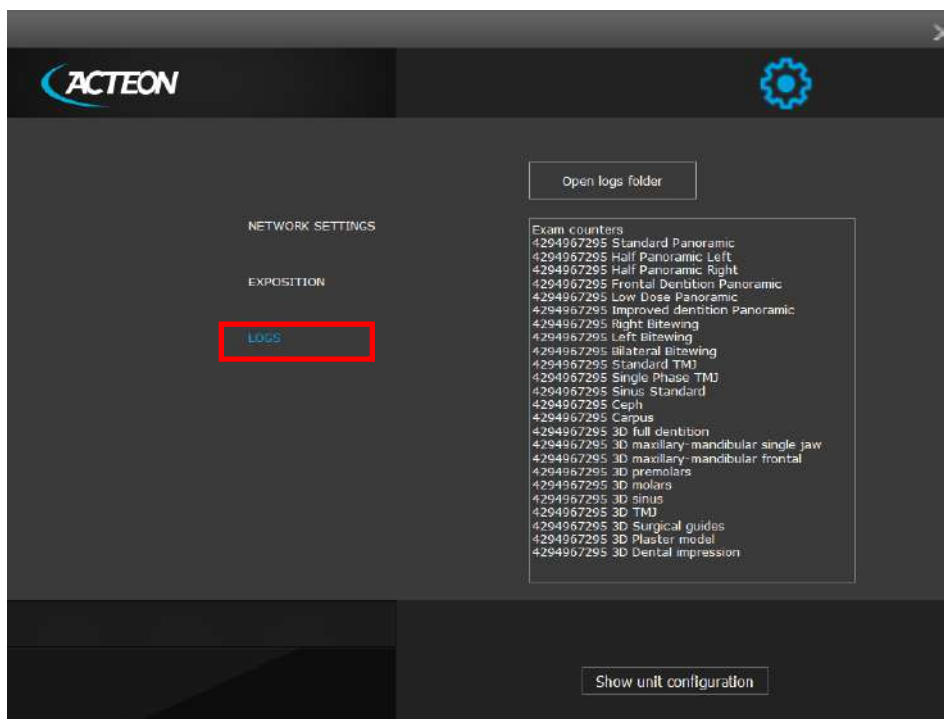 ACTEON
Open logs folder
NETWORK SETTINGS
EXPOSITION
LOGS
Exam counters
4294967295 Standard Panoramic
4294967295 Half Panoramic Left
4294967295 Half Panoramic Right
4294967295 Frontal Dentition Panoramic
4294967295 Low Dose Panoramic
4294967295 Improved dentition Panoramic
4294967295 Right Bitewing
4294967295 Left Bitewing
4294967295 Bilateral Bitewing
4294967295 Standard TMJ
4294967295 Single Phase TMJ
4294967295 Sinus Standard
4294967295 Ceph
4294967295 Carpus
4294967295 3D full dentition
4294967295 3D maxillary-mandibular single jaw
4294967295 3D maxillary-mandibular frontal
4294967295 3D premolars
4294967295 3D molars
4294967295 3D sinus
4294967295 3D TMJ
4294967295 3D Surgical guides
4294967295 3D Plaster model
4294967295 3D Dental impression
Show unit configuration